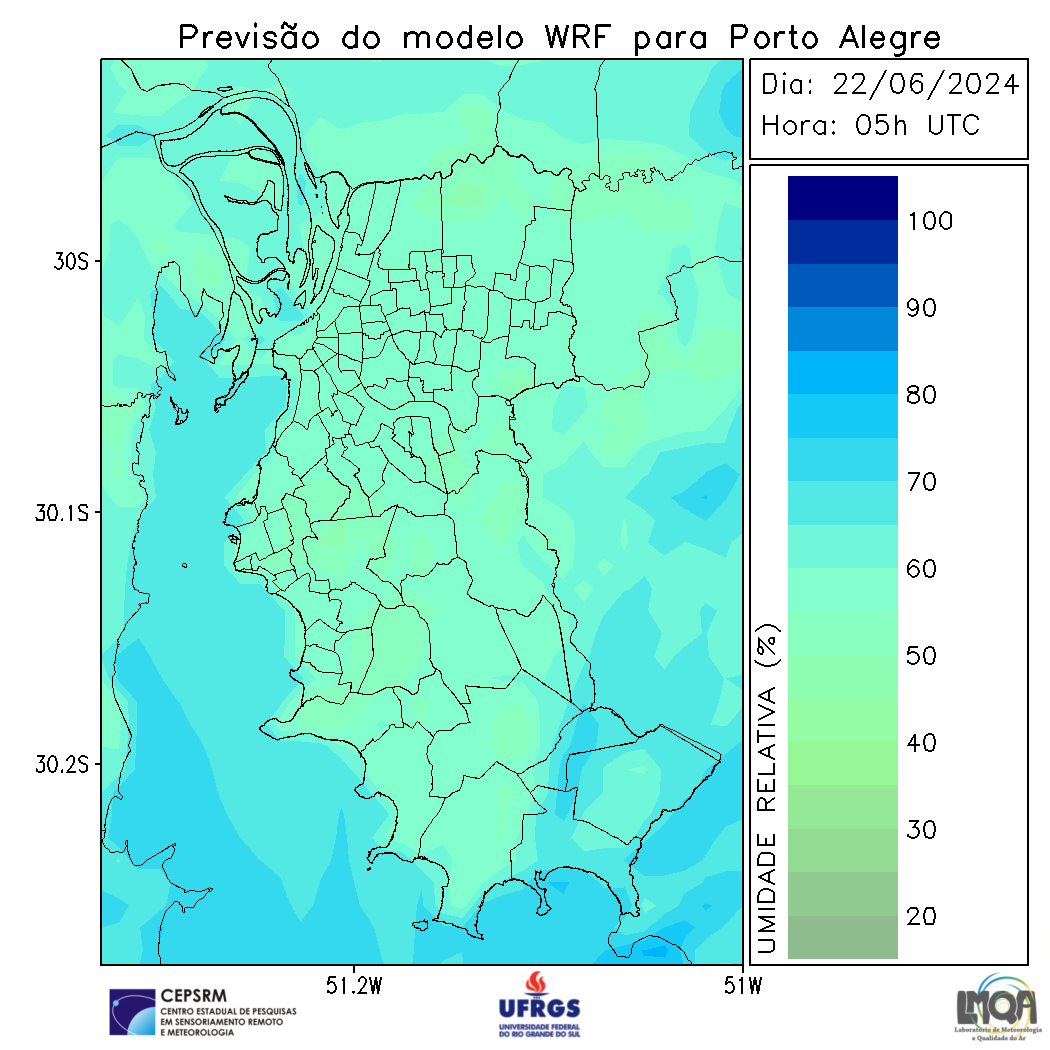 Previsão do modelo WRF para Porto Alegre
Dia: 22/06/2024
Hora: 05h UTC
30S
30.1S
30.2S
51.2W
51W
100
90
80
70
60
50
40
30
20
UMIDADE RELATIVA (%)
CEPSRM
CENTRO ESTADUAL DE PESQUISAS
EM SENSORIAMENTO REMOTO
E METEOROLOGIA
UFRGS
UNIVERSIDADE FEDERAL
DO RIO GRANDE DO SUL
LMQA
Laboratório de Meteorologia
e Qualidade do Ar